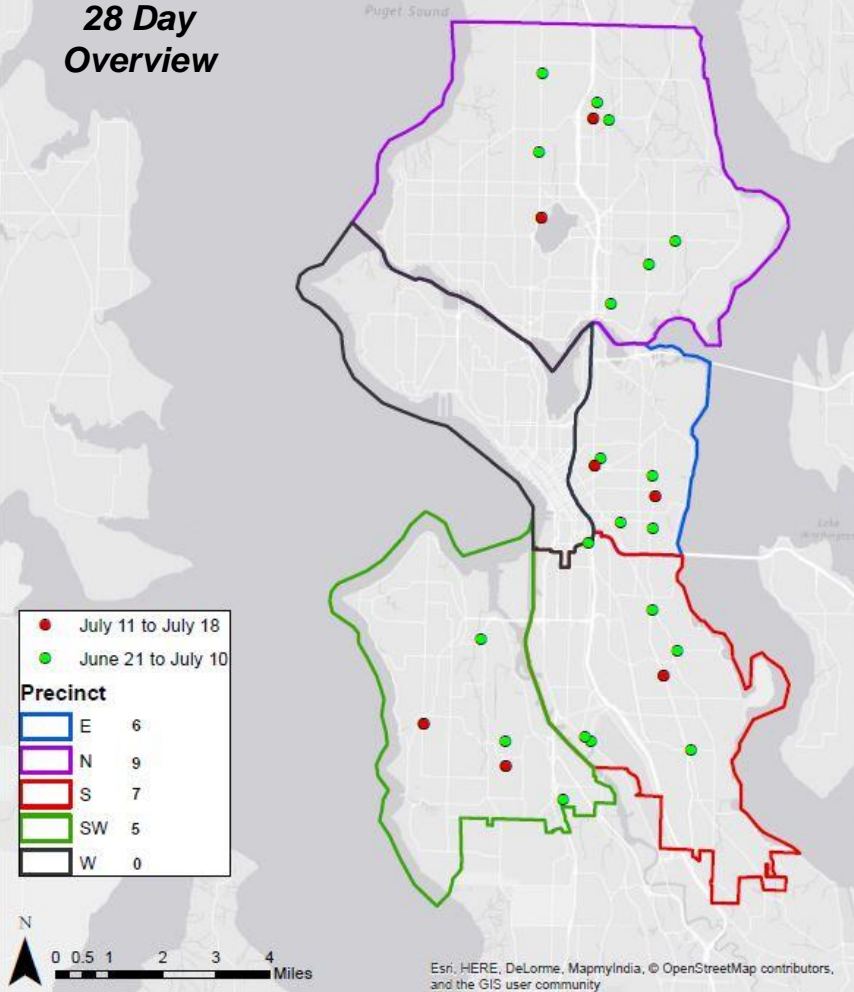 28 Day
Overview
Puget Sound
Lake
Washington
July 11 to July 18
June 21 to July 10
Precinct
E 6
N 9
S 7
SW 5
W 0
N
0 0.5 1 2 3 4
Miles
Esri, HERE, DeLorme, MapmyIndia, © OpenStreetMap contributors,
and the GIS user community